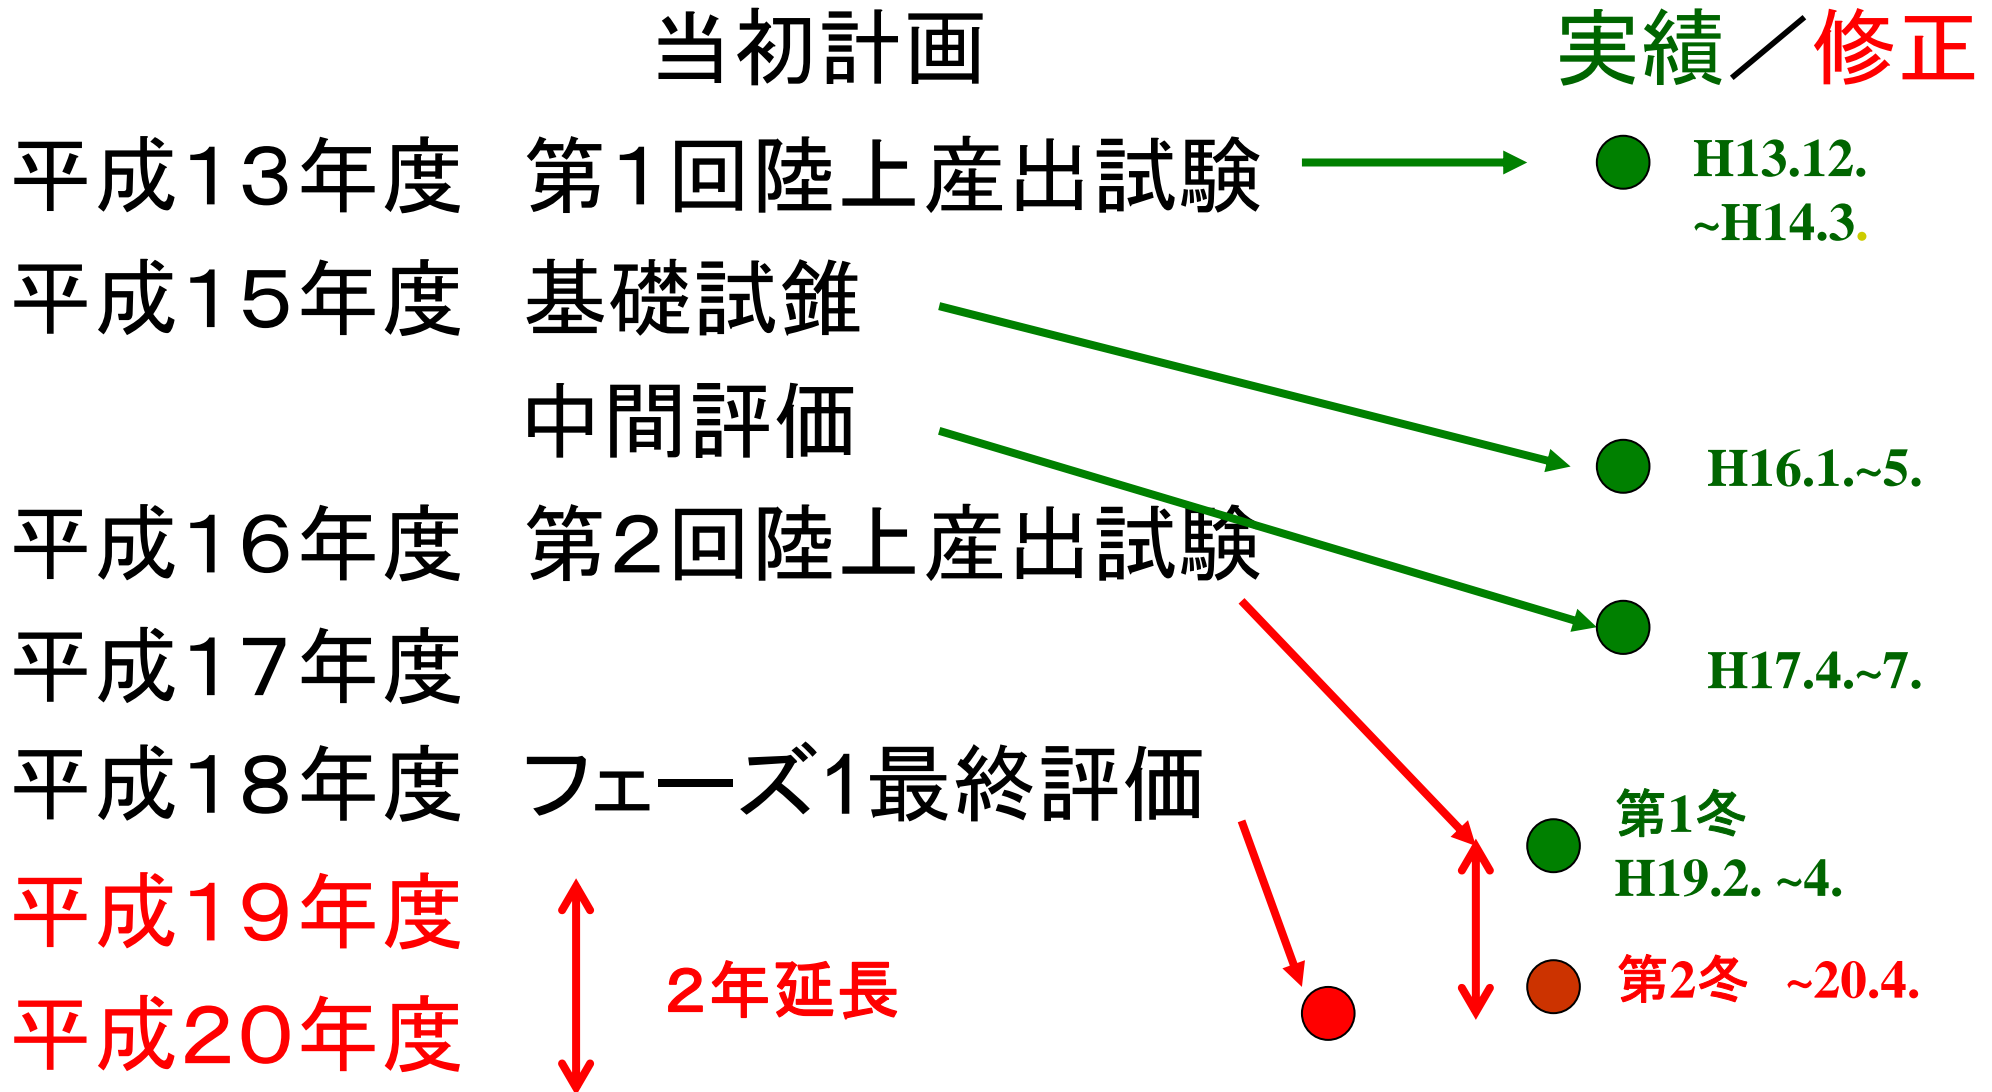 当初計画 実績／修正
平成１３年度 第１回陸上産出試験 H13.12.
~H14.3.
平成１５年度 基礎試錐
中間評価 H16.1.~5.
平成１６年度 第２回陸上産出試験
平成１７年度 H17.4.~7.
平成１８年度 フェーズ１最終評価 第1冬
平成１９年度 H19.2. ~4.
２年延長 第2冬 ~20.4.
平成２０年度